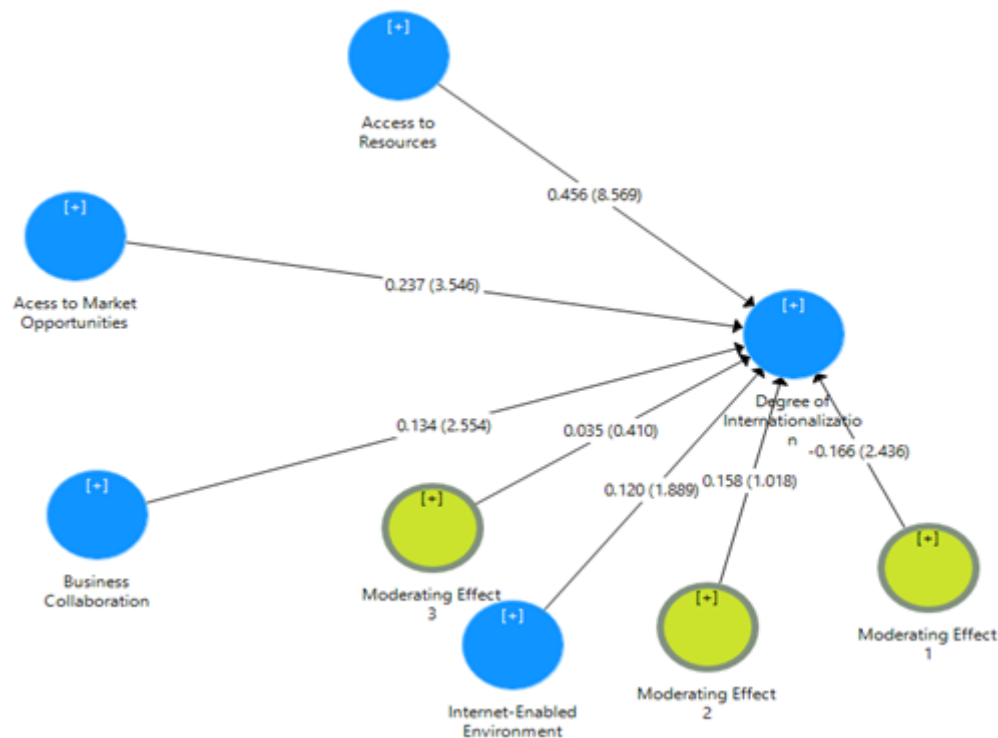 [+]
Access to
Resources
0.456 (8.569)
[+]
Acess to Market
Opportunities
0.237 (3.546)
[+]
Degree of
Internationalizatio
n
0.134 (2.554)
0.035 (0.410)
-0.166 (2.436)
0.120 (1.889)
0.158 (1.018)
[+]
Business
Collaboration
[+]
Moderating Effect
3
[+]
Moderating Effect
1
[+]
Moderating Effect
2
[+]
Internet-Enabled
Environment